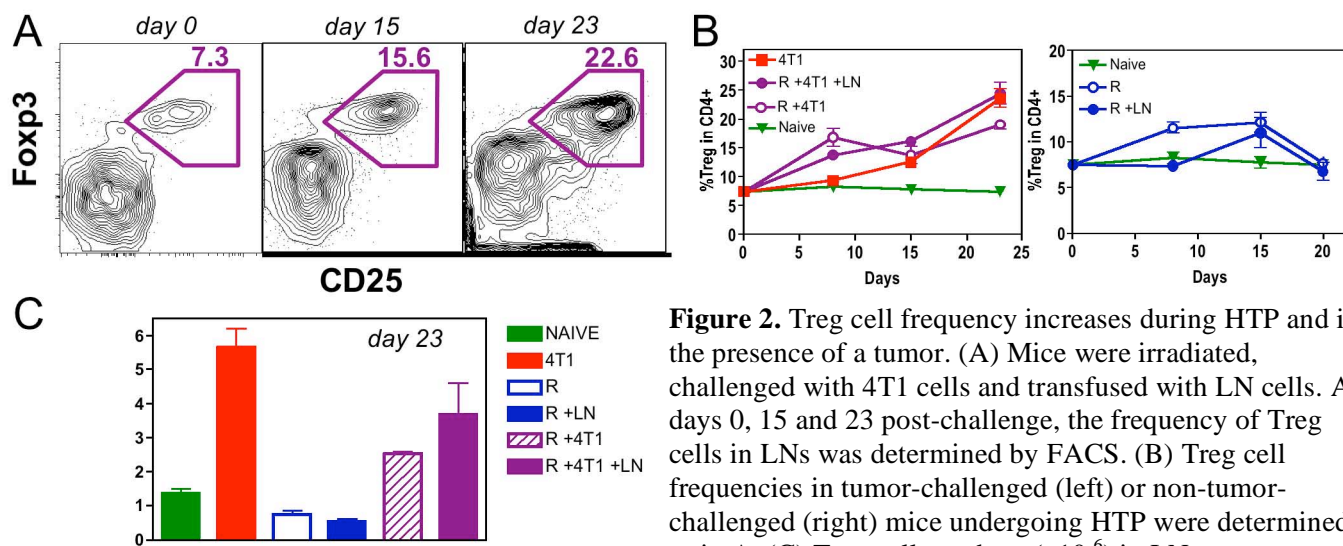 A
day 0
day 15
day 23
7.3
15.6
22.6
Foxp3
CD25
B
%Treg in CD4+
30
25
20
15
10
5
0
4T1
R +4T1 +LN
R +4T1
Naive
0 5 10 15 20 25
Days
%Treg in CD4+
20
15
10
5
0
Naive
R
R +LN
0 5 10 15 20
Days
C
6
5
4
3
2
1
0
day 23
NAIVE
4T1
R
R +LN
R +4T1
R +4T1 +LN
Figure 2. Treg cell frequency increases during HTP and i
the presence of a tumor. (A) Mice were irradiated,
challenged with 4T1 cells and transfused with LN cells. A
days 0, 15 and 23 post-challenge, the frequency of Treg
cells in LNs was determined by FACS. (B) Treg cell
frequencies in tumor-challenged (left) or non-tumor-
challenged (right) mice undergoing HTP were determined